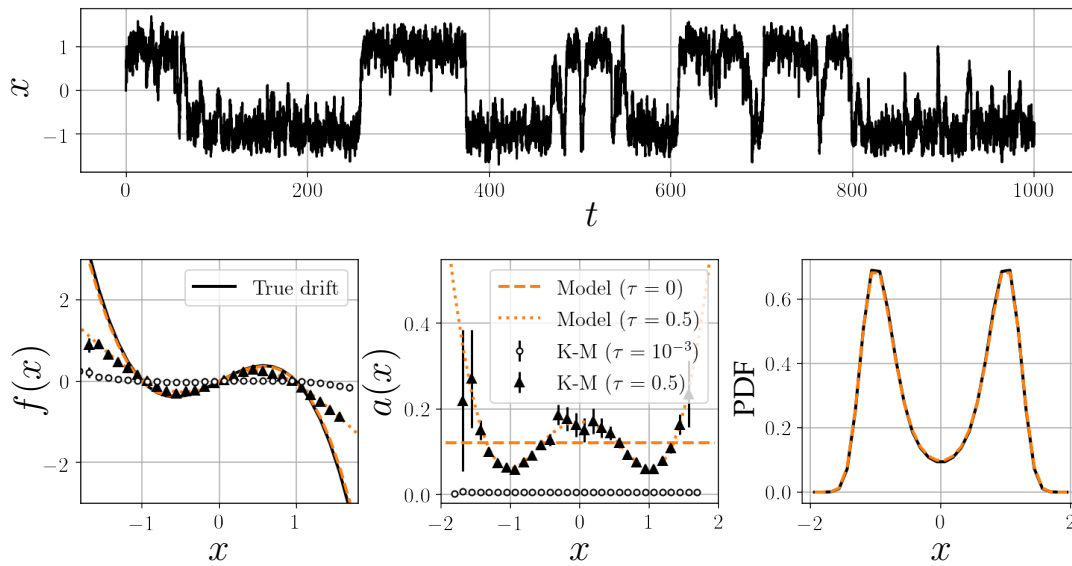 x
1
0
−1
0
200
400
600
800
1000
t
f(x)
2
0
−2
−1
0
1
x
True drift
a(x)
0.4
0.2
0.0
−2
−1
0
1
2
x
Model (τ = 0)
Model (τ = 0.5)
K-M (τ = 10⁻³)
K-M (τ = 0.5)
PDF
0.6
0.4
0.2
0.0
−2
0
2
x